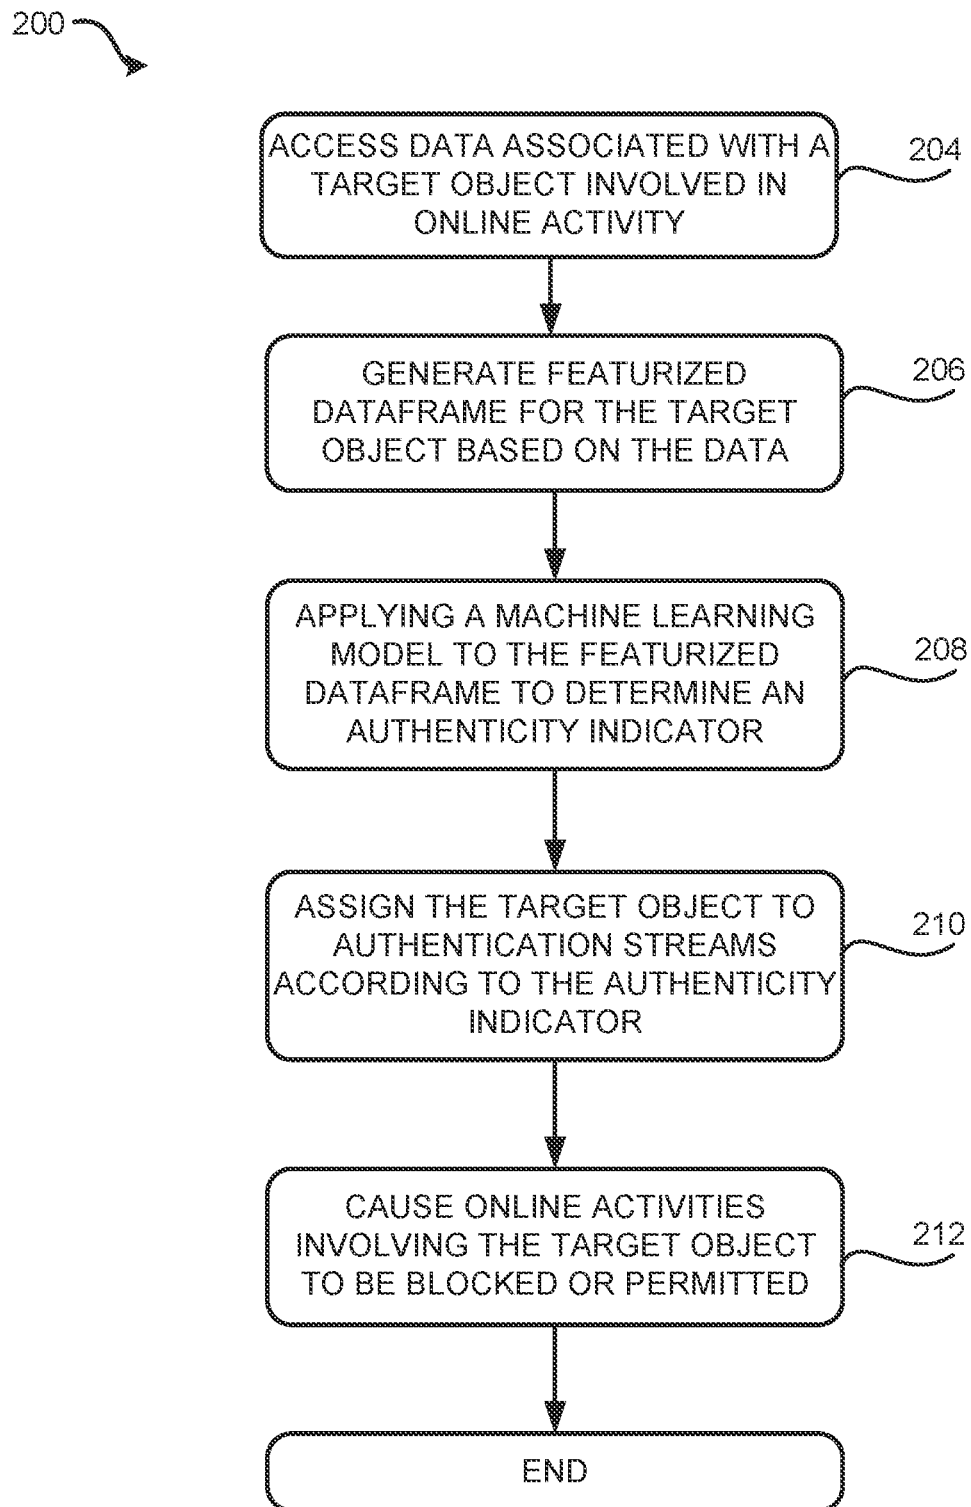 200
ACCESS DATA ASSOCIATED WITH A
TARGET OBJECT INVOLVED IN
ONLINE ACTIVITY
204
GENERATE FEATURIZED
DATAFRAME FOR THE TARGET
OBJECT BASED ON THE DATA
206
APPLYING A MACHINE LEARNING
MODEL TO THE FEATURIZED
DATAFRAME TO DETERMINE AN
AUTHENTICITY INDICATOR
208
ASSIGN THE TARGET OBJECT TO
AUTHENTICATION STREAMS
ACCORDING TO THE AUTHENTICITY
INDICATOR
210
CAUSE ONLINE ACTIVITIES
INVOLVING THE TARGET OBJECT
TO BE BLOCKED OR PERMITTED
212
END